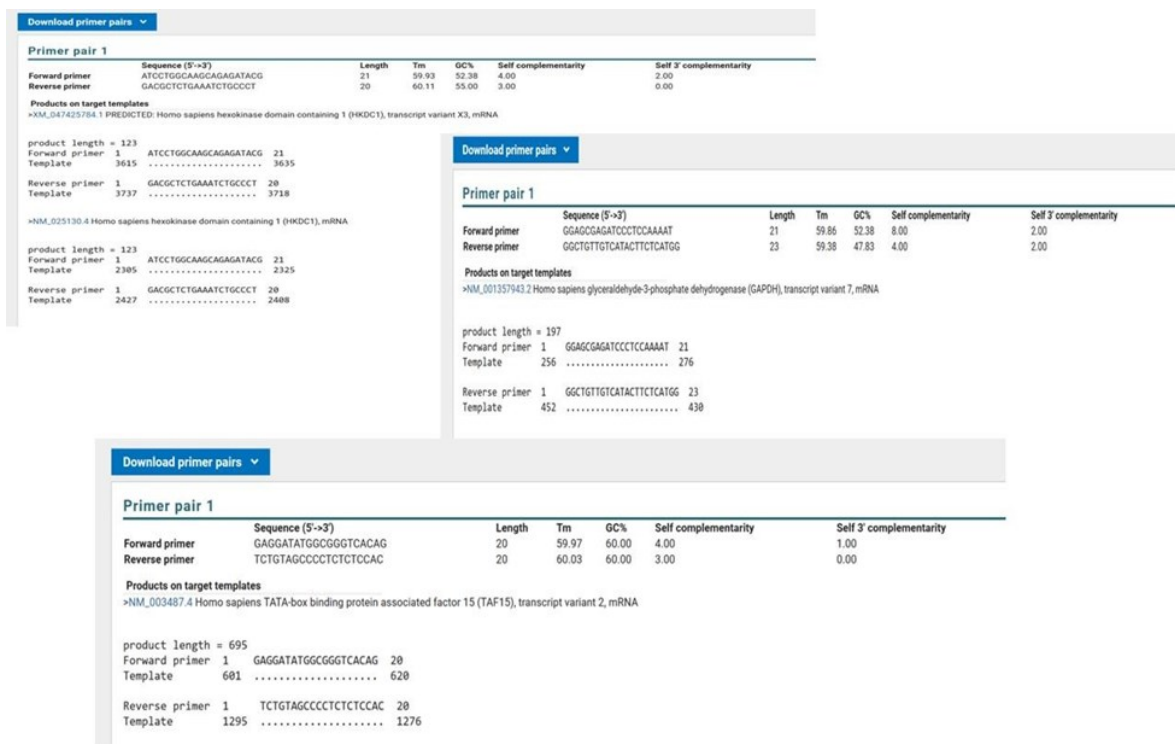 Download primer pairs
Primer pair 1
Sequence (5'->3') Length Tm GC% Self complementarity Self 3' complementarity
Forward primer ATCCTGGCAAGCAGAGATACG 21 59.93 52.38 4.00 2.00
Reverse primer GACGCTCTGAAATCTGCCCT 20 60.11 55.00 3.00 0.00
Products on target templates
>XM_047425784.1 PREDICTED: Homo sapiens hexokinase domain containing 1 (HKDC1), transcript variant X3, mRNA
product length = 123
Forward primer 1 ATCCTGGCAAGCAGAGATACG 21
Template 3615 ..................... 3635
Reverse primer 1 GACGCTCTGAAATCTGCCCT 20
Template 3737 .................... 3718
>NM_025130.4 Homo sapiens hexokinase domain containing 1 (HKDC1), mRNA
product length = 123
Forward primer 1 ATCCTGGCAAGCAGAGATACG 21
Template 2305 ..................... 2325
Reverse primer 1 GACGCTCTGAAATCTGCCCT 20
Template 2427 .................... 2408
Download primer pairs
Primer pair 1
Sequence (5'->3') Length Tm GC% Self complementarity Self 3' complementarity
Forward primer GGAGCGAGATCCCTCCAAAAT 21 59.86 52.38 8.00 2.00
Reverse primer GGCTGTTGTCATACTTCTCATGG 23 59.38 47.83 4.00 2.00
Products on target templates
>NM_001357943.2 Homo sapiens glyceraldehyde-3-phosphate dehydrogenase (GAPDH), transcript variant 7, mRNA
product length = 197
Forward primer 1 GGAGCGAGATCCCTCCAAAAT 21
Template 256 ..................... 276
Reverse primer 1 GGCTGTTGTCATACTTCTCATGG 23
Template 452 ....................... 430
Download primer pairs
Primer pair 1
Sequence (5'->3') Length Tm GC% Self complementarity Self 3' complementarity
Forward primer GAGGATATGGCGGGTCACAG 20 59.97 60.00 4.00 1.00
Reverse primer TCTGTAGCCCCTCTCTCCAC 20 60.03 60.00 3.00 0.00
Products on target templates
>NM_003487.4 Homo sapiens TATA-box binding protein associated factor 15 (TAF15), transcript variant 2, mRNA
product length = 695
Forward primer 1 GAGGATATGGCGGGTCACAG 20
Template 601 .................... 620
Reverse primer 1 TCTGTAGCCCCTCTCTCCAC 20
Template 1295 .................... 1276